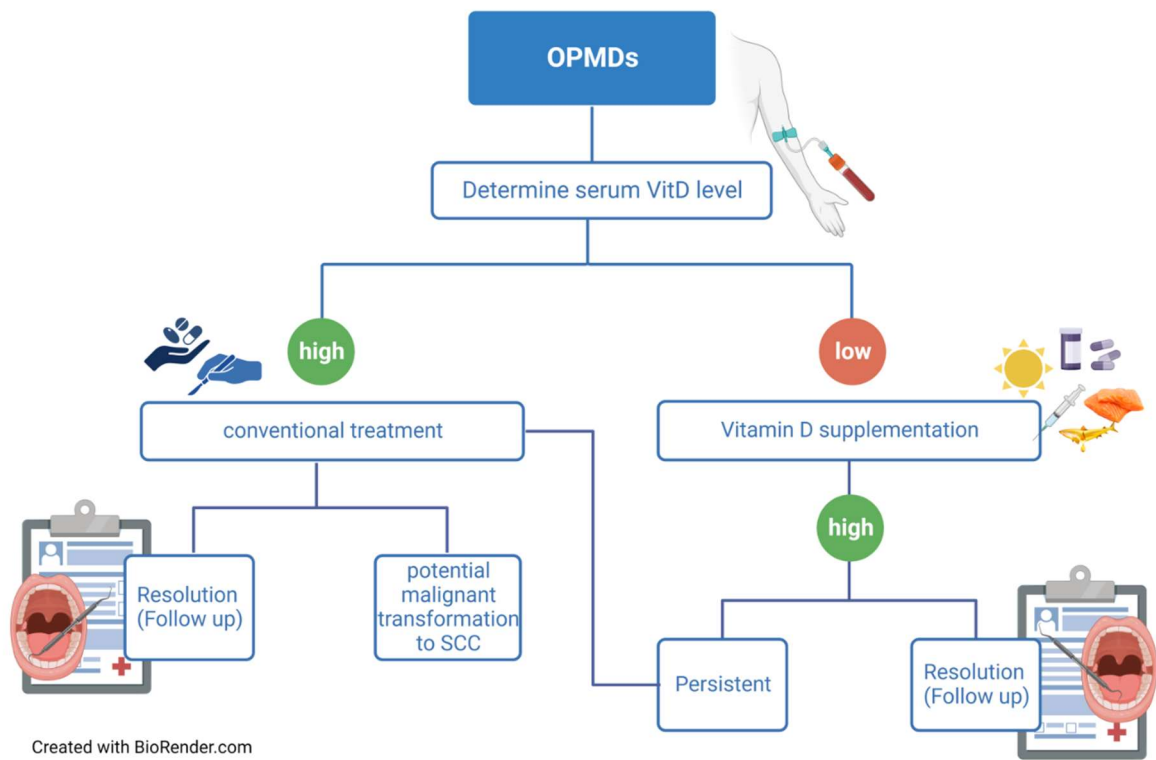 OPMDs
Determine serum VitD level
high
low
conventional treatment
Vitamin D supplementation
high
Resolution
(Follow up)
potential
malignant
transformation
to SCC
Persistent
Resolution
(Follow up)
Created with BioRender.com